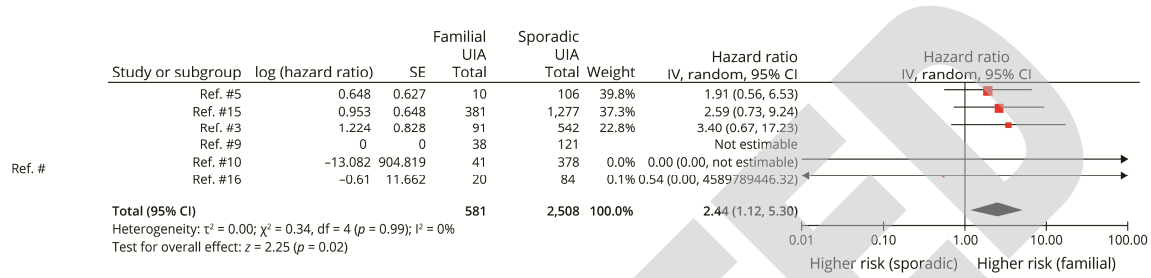 Familial Sporadic
UIA UIA Hazard ratio Hazard ratio
Study or subgroup log (hazard ratio) SE Total Total Weight IV, random, 95% CI IV, random, 95% CI
Ref. #5 0.648 0.627 10 106 39.8% 1.91 (0.56, 6.53)
Ref. #15 0.953 0.648 381 1,277 37.3% 2.59 (0.73, 9.24)
Ref. #3 1.224 0.828 91 542 22.8% 3.40 (0.67, 17.23)
Ref. #9 0 0 38 121 Not estimable
Ref. #10 –13.082 904.819 41 378 0.0% 0.00 (0.00, not estimable)
Ref. #
Ref. #16 –0.61 11.662 20 84 0.1% 0.54 (0.00, 4589789446.32)
Total (95% CI) 581 2,508 100.0% 2.44 (1.12, 5.30)
Heterogeneity: τ² = 0.00; χ² = 0.34, df = 4 (p = 0.99); I² = 0%
Test for overall effect: z = 2.25 (p = 0.02)
0.01 0.10 1.00 10.00 100.00
Higher risk (sporadic) Higher risk (familial)